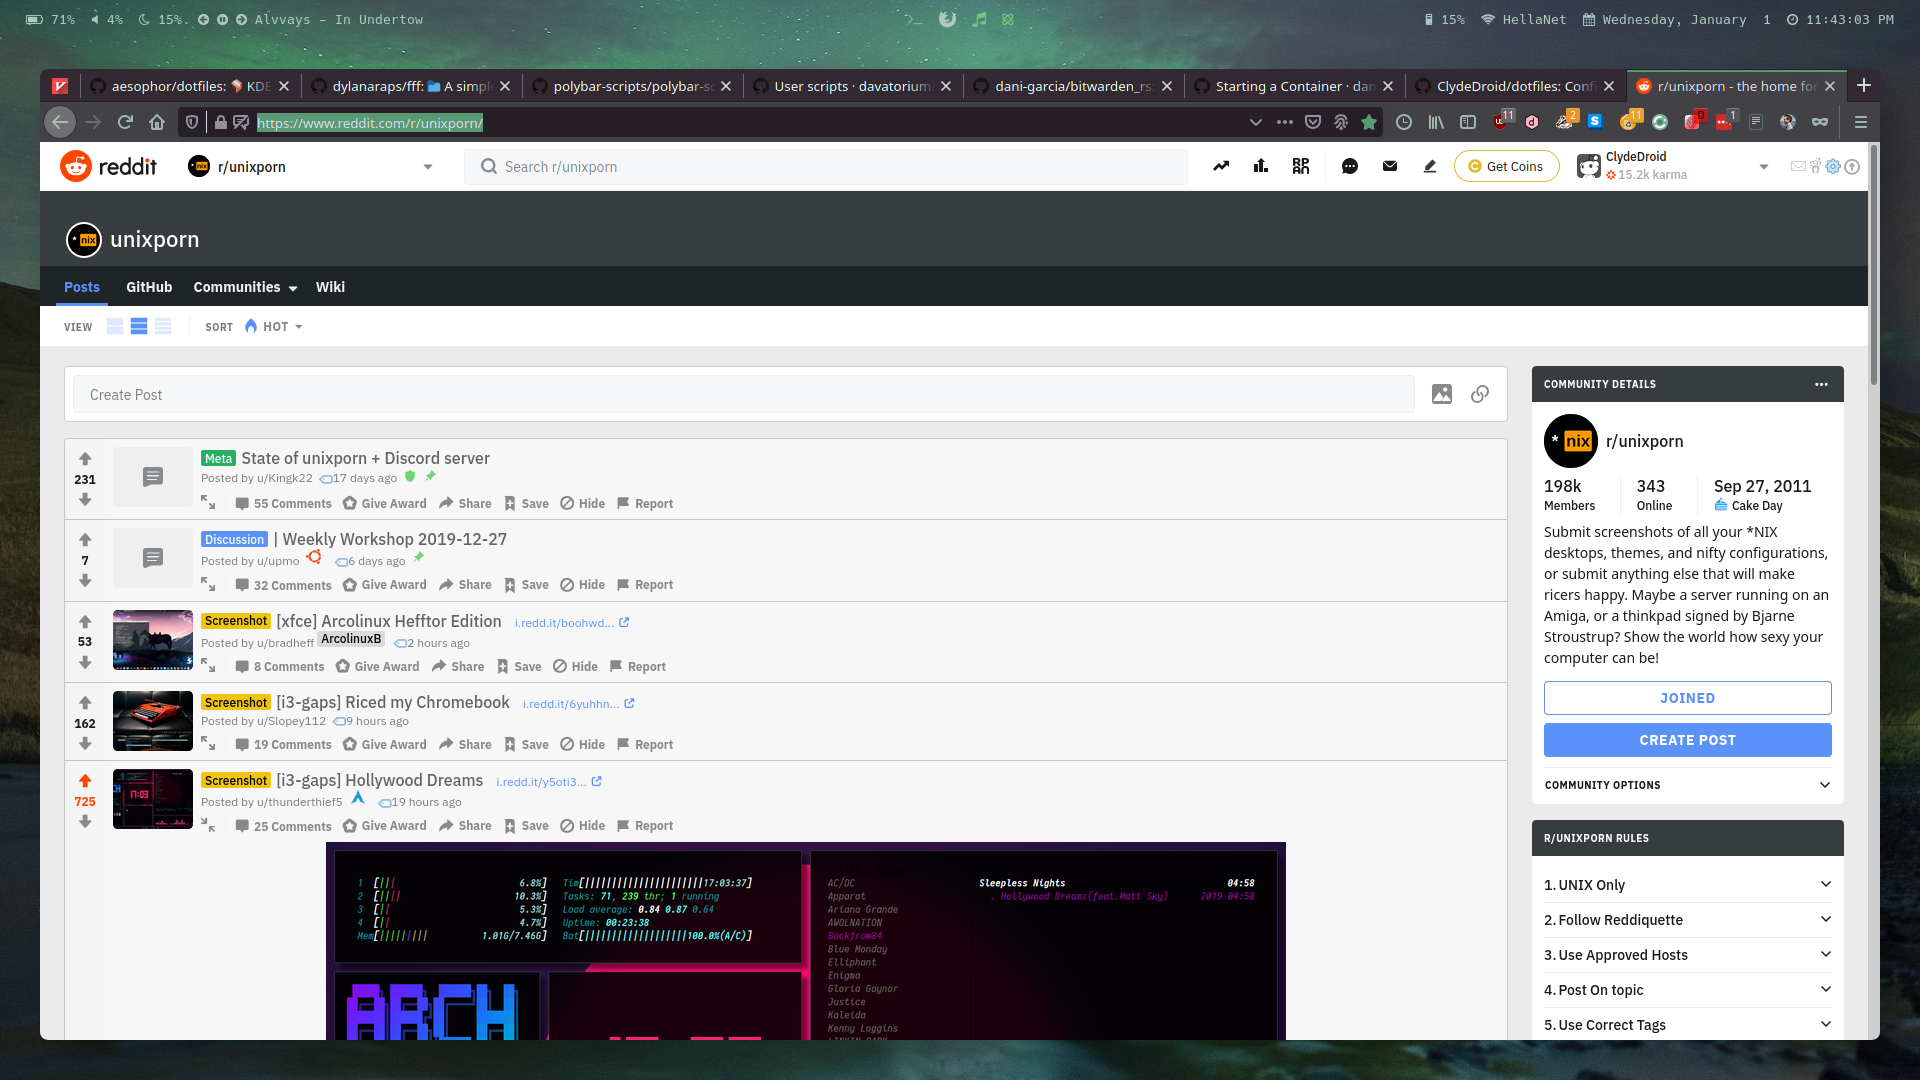 71% 4% 15%. Alvvays - In Undertow
15% HellaNet Wednesday, January 1 11:43:03 PM
aesophor/dotfiles: KDE
dylanaraps/fff: A simpl
polybar-scripts/polybar-sc
User scripts · davatorium/
dani-garcia/bitwarden_rs:
Starting a Container · dan
ClydeDroid/dotfiles: Conf
r/unixporn - the home for
https://www.reddit.com/r/unixporn/
11 2 11 D 1
reddit r/unixporn Search r/unixporn Get Coins ClydeDroid
15.2k karma
*nix unixporn
Posts GitHub Communities Wiki
VIEW SORT HOT
Create Post
231
Meta State of unixporn + Discord server
Posted by u/Kingk22 17 days ago
55 Comments Give Award Share Save Hide Report
7
Discussion | Weekly Workshop 2019-12-27
Posted by u/upmo 6 days ago
32 Comments Give Award Share Save Hide Report
53
Screenshot [xfce] Arcolinux Hefftor Edition i.redd.it/boohwd...
Posted by u/bradheff ArcolinuxB 2 hours ago
8 Comments Give Award Share Save Hide Report
162
Screenshot [i3-gaps] Riced my Chromebook i.redd.it/6yuhhn...
Posted by u/Slopey112 9 hours ago
19 Comments Give Award Share Save Hide Report
725
17:03
Screenshot [i3-gaps] Hollywood Dreams i.redd.it/y5oti3...
Posted by u/thunderthief5 19 hours ago
25 Comments Give Award Share Save Hide Report
1 [||| 6.8%] Tim[|||||||||||||||||||||||17:03:37]
2 [|||| 10.3%] Tasks: 71, 239 thr; 1 running
3 [|| 5.3%] Load average: 0.84 0.87 0.64
4 [|| 4.7%] Uptime: 00:23:38
Mem[||||||||| 1.01G/7.46G] Bat[||||||||||||||||||||100.0%(A/C)]
ARCH
AC/DC
Apparat
Ariana Grande
AWOLNATION
Backfrom84
Blue Monday
Elliphant
Enigma
Gloria Gaynor
Justice
Kaleida
Kenny Loggins
LINKIN PARK
Sleepless Nights 04:58
. Hollywood Dreams(feat.Matt Sky) 2019 04:58
COMMUNITY DETAILS
*nix r/unixporn
198k 343 Sep 27, 2011
Members Online Cake Day
Submit screenshots of all your *NIX
desktops, themes, and nifty configurations,
or submit anything else that will make
ricers happy. Maybe a server running on an
Amiga, or a thinkpad signed by Bjarne
Stroustrup? Show the world how sexy your
computer can be!
JOINED
CREATE POST
COMMUNITY OPTIONS
R/UNIXPORN RULES
1. UNIX Only
2. Follow Reddiquette
3. Use Approved Hosts
4. Post On topic
5. Use Correct Tags